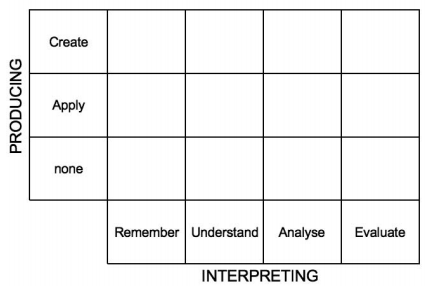 PRODUCING
Create
Apply
none
Remember Understand Analyse Evaluate
INTERPRETING